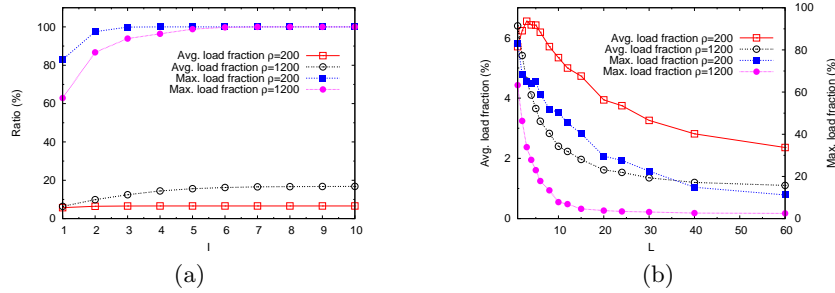 120
100
80
60
40
20
0
Ratio (%)
1 2 3 4 5 6 7 8 9 10
I
Avg. load fraction ρ=200
Avg. load fraction ρ=1200
Max. load fraction ρ=200
Max. load fraction ρ=1200
(a)
6
4
2
0
Avg. load fraction (%)
10 20 30 40 50 60
L
Avg. load fraction ρ=200
Avg. load fraction ρ=1200
Max. load fraction ρ=200
Max. load fraction ρ=1200
100
80
60
40
20
0
Max. load fraction (%)
(b)